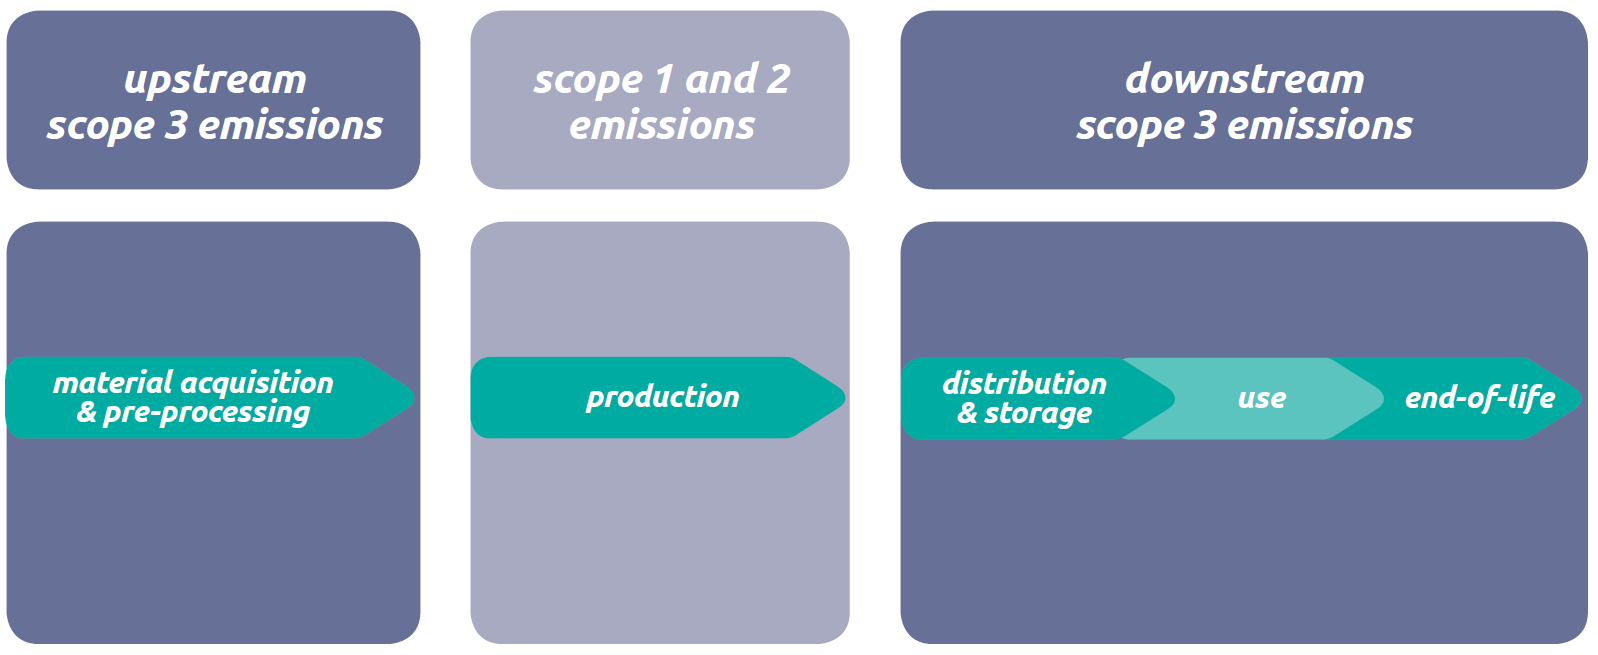 upstream
scope 3 emissions
scope 1 and 2
emissions
downstream
scope 3 emissions
material acquisition
& pre-processing
production
distribution
& storage
use
end-of-life